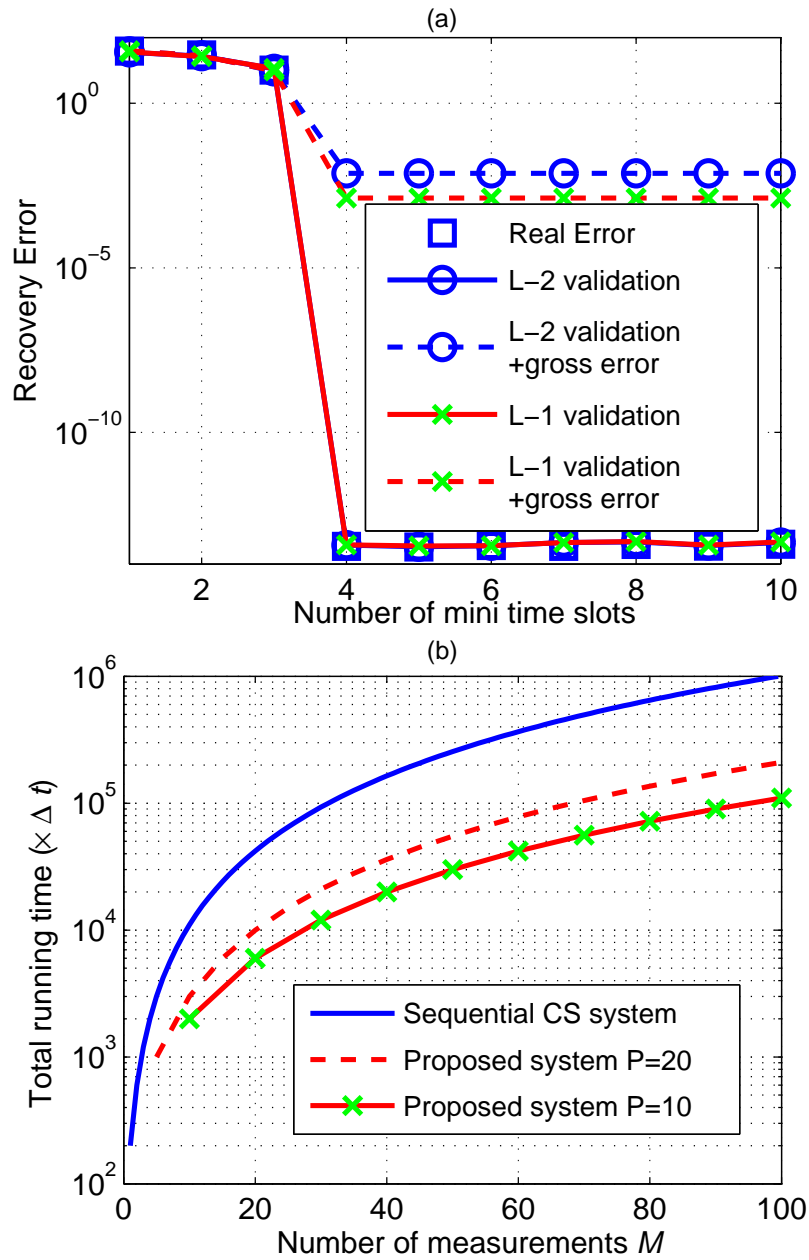 (a)
Recovery Error
10^0
10^−5
10^−10
Real Error
L−2 validation
L−2 validation
+gross error
L−1 validation
L−1 validation
+gross error
2 4 6 8 10
Number of mini time slots
(b)
Total running time (× Δ t)
10^6
10^5
10^4
10^3
10^2
Sequential CS system
Proposed system P=20
Proposed system P=10
0 20 40 60 80 100
Number of measurements M